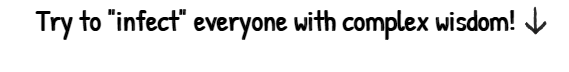 Try to "infect" everyone with complex wisdom! ↓